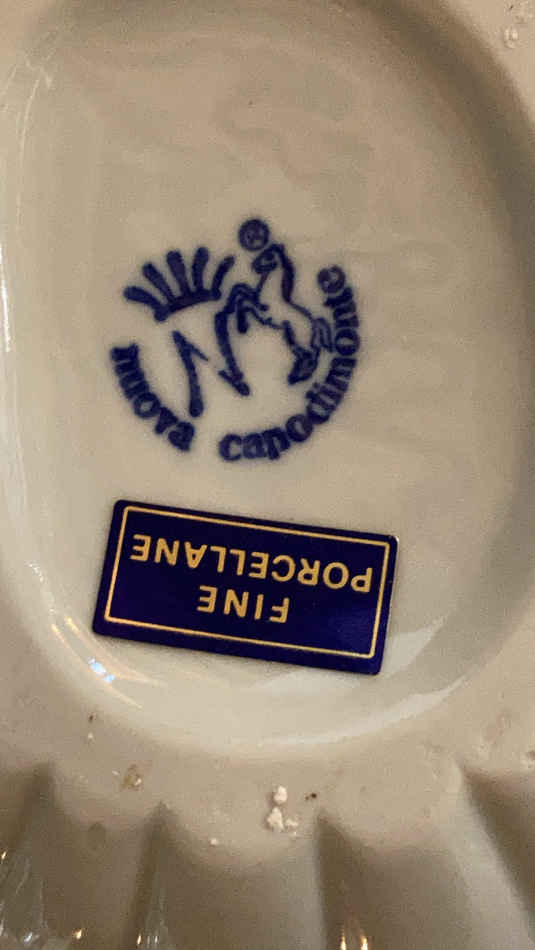 ®
N
nuova capodimonte
FINE
PORCELLANE